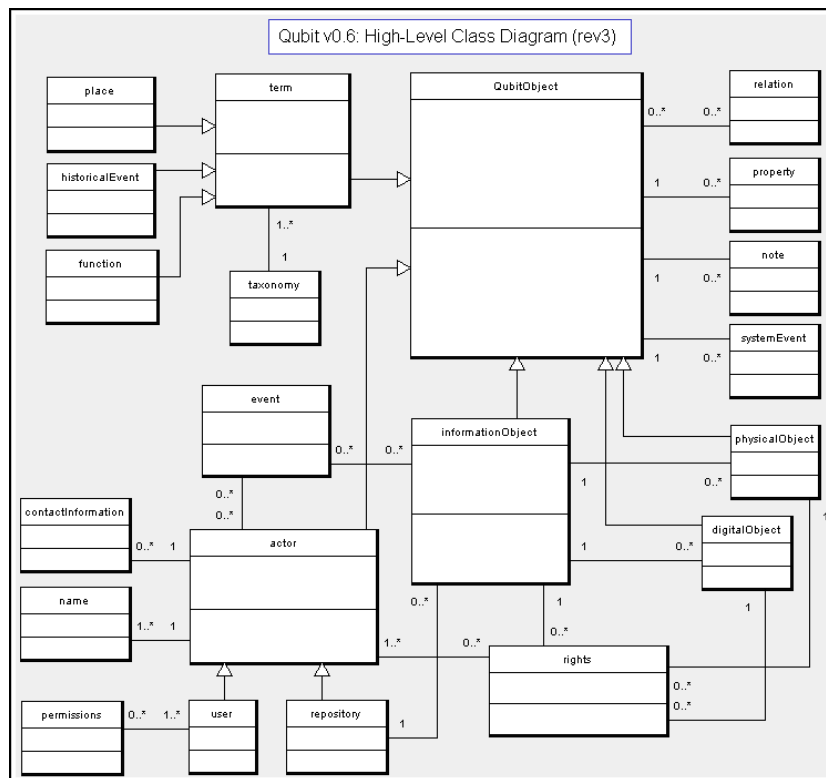 Qubit v0.6: High-Level Class Diagram (rev3)
place
term
QubitObject
relation
0..*
0..*
historicalEvent
property
1
0..*
1..*
function
note
1
taxonomy
1
0..*
systemEvent
1
0..*
event
informationObject
physicalObject
0..*
0..*
1
0..*
0..*
contactInformation
0..*
1
actor
digitalObject
0..*
1
1
0..*
name
0..*
1
1
1..*
1
1..*
0..*
0..*
rights
0..*
permissions
0..*
1..*
user
repository
1
0..*